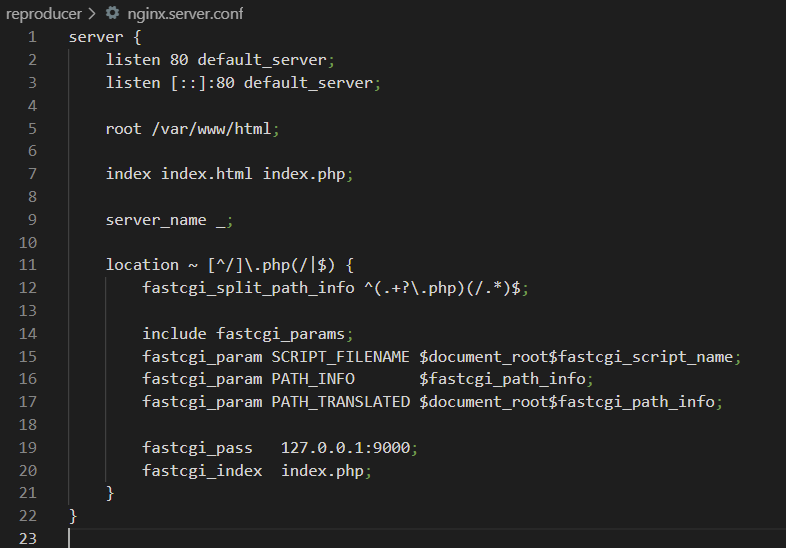 reproducer > nginx.server.conf
1 server {
2     listen 80 default_server;
3     listen [::]:80 default_server;
4
5     root /var/www/html;
6
7     index index.html index.php;
8
9     server_name _;
10
11     location ~ [^/]\.php(/|$) {
12         fastcgi_split_path_info ^(.+?\.php)(/.*)$;
13
14         include fastcgi_params;
15         fastcgi_param SCRIPT_FILENAME $document_root$fastcgi_script_name;
16         fastcgi_param PATH_INFO       $fastcgi_path_info;
17         fastcgi_param PATH_TRANSLATED $document_root$fastcgi_path_info;
18
19         fastcgi_pass   127.0.0.1:9000;
20         fastcgi_index  index.php;
21     }
22 }
23